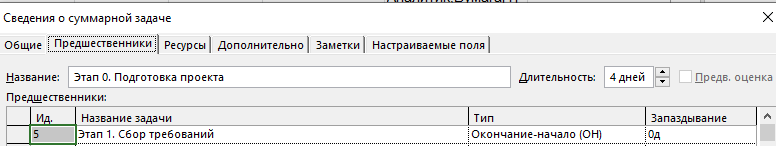 Сведения о суммарной задаче
Общие Предшественники Ресурсы Дополнительно Заметки Настраиваемые поля
Название: Этап 0. Подготовка проекта Длительность: 4 дней Предв. оценка
Предшественники:
Ид. Название задачи Тип Запаздывание
5 Этап 1. Сбор требований Окончание-начало (ОН) 0д